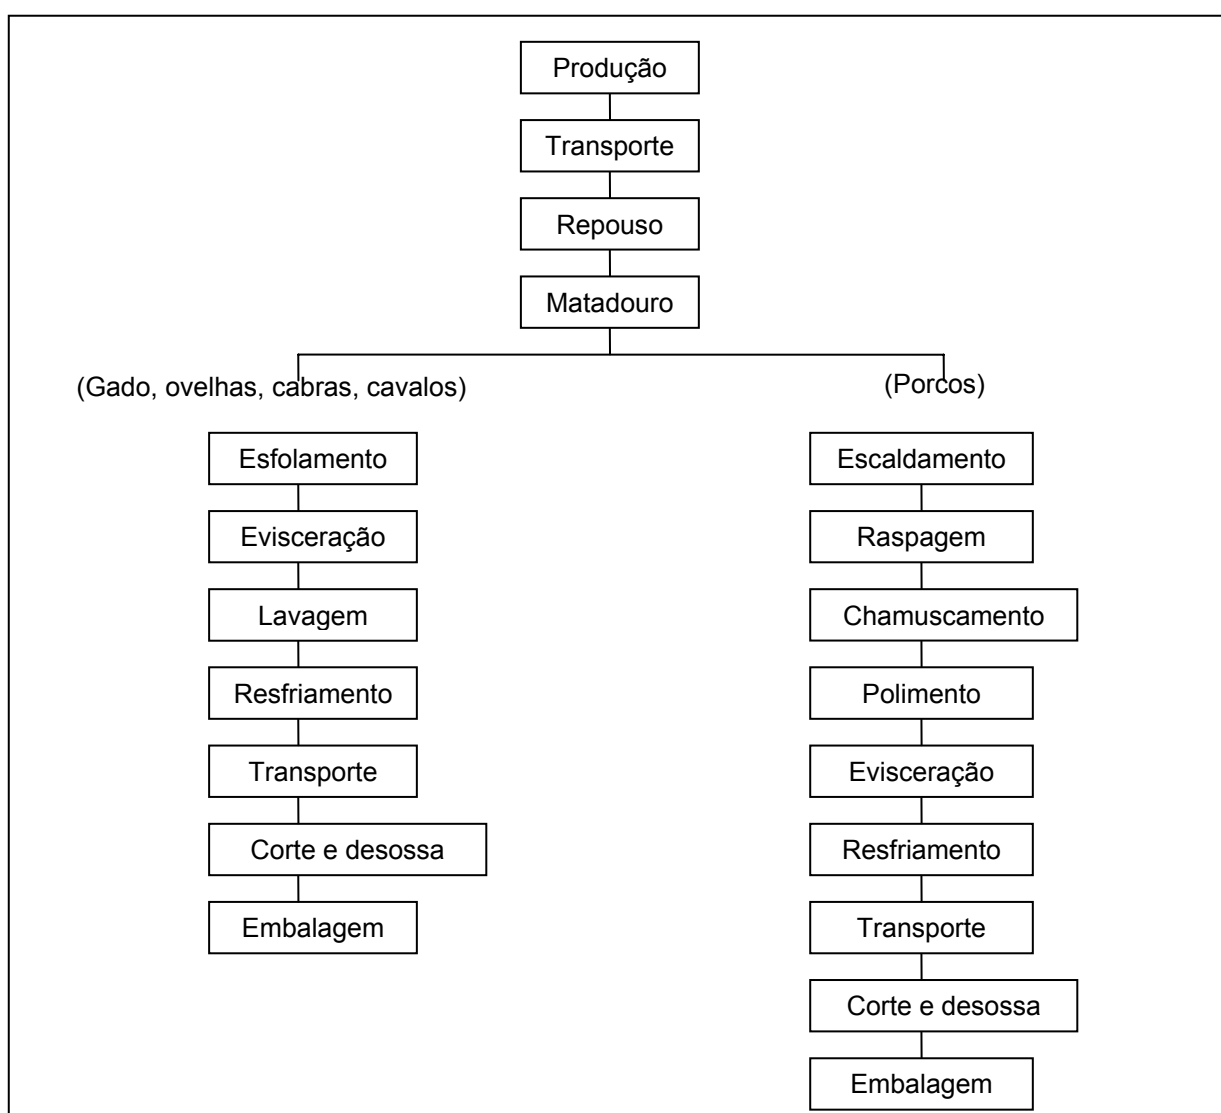 Produção
Transporte
Repouso
Matadouro
(Gado, ovelhas, cabras, cavalos)
Esfolamento
Evisceração
Lavagem
Resfriamento
Transporte
Corte e desossa
Embalagem
(Porcos)
Escaldamento
Raspagem
Chamuscamento
Polimento
Evisceração
Resfriamento
Transporte
Corte e desossa
Embalagem